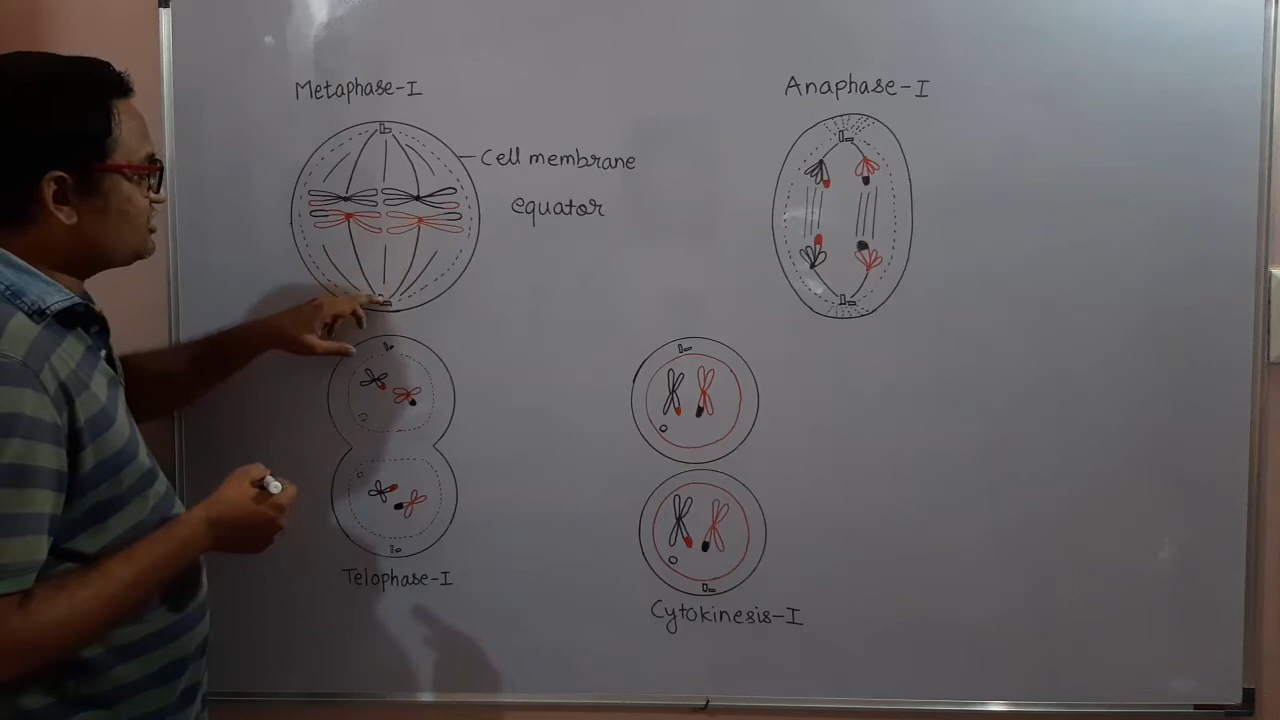 Metaphase-I
Anaphase-I
Cell membrane
equator
Telophase-I
Cytokinesis-I